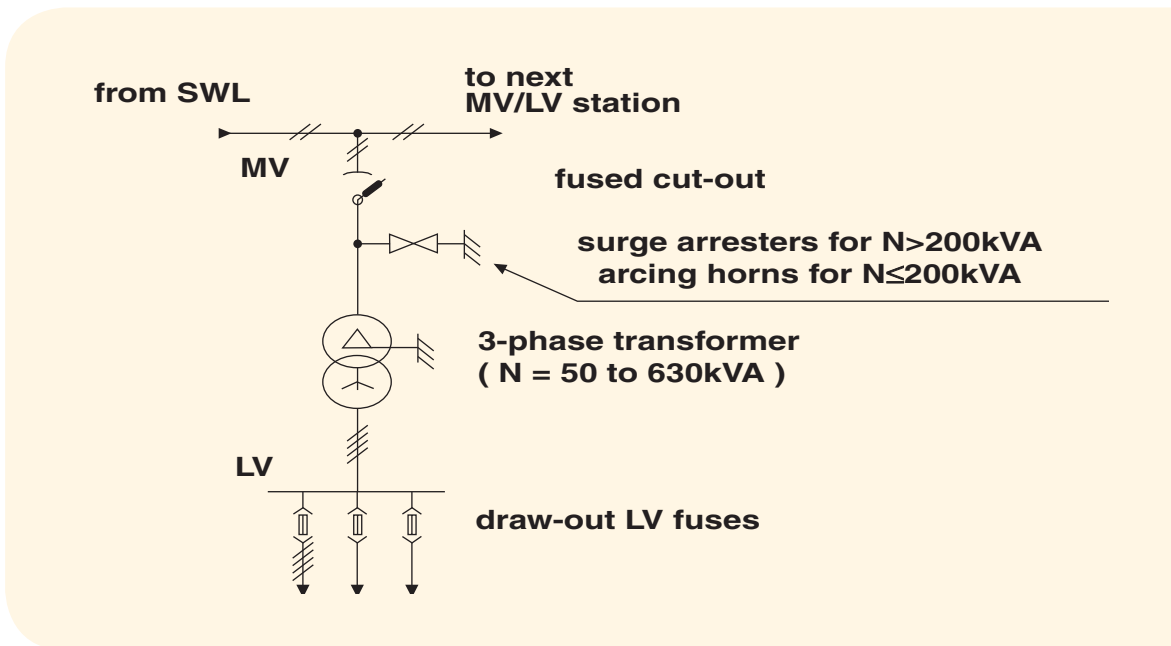 from SWL
to next
MV/LV station
MV
fused cut-out
surge arresters for N>200kVA
arcing horns for N≤200kVA
3-phase transformer
( N = 50 to 630kVA )
LV
draw-out LV fuses